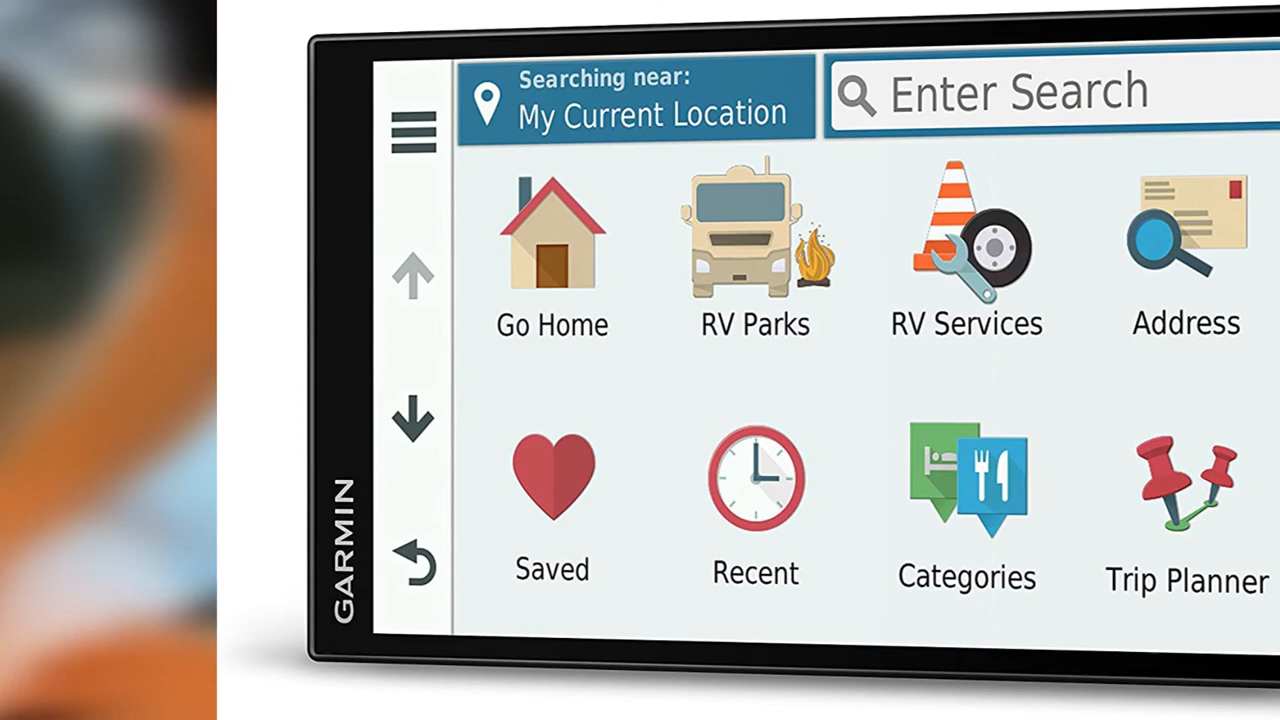 Searching near:
My Current Location
Enter Search
Go Home
RV Parks
RV Services
Address
Saved
Recent
Categories
Trip Planner
GARMIN